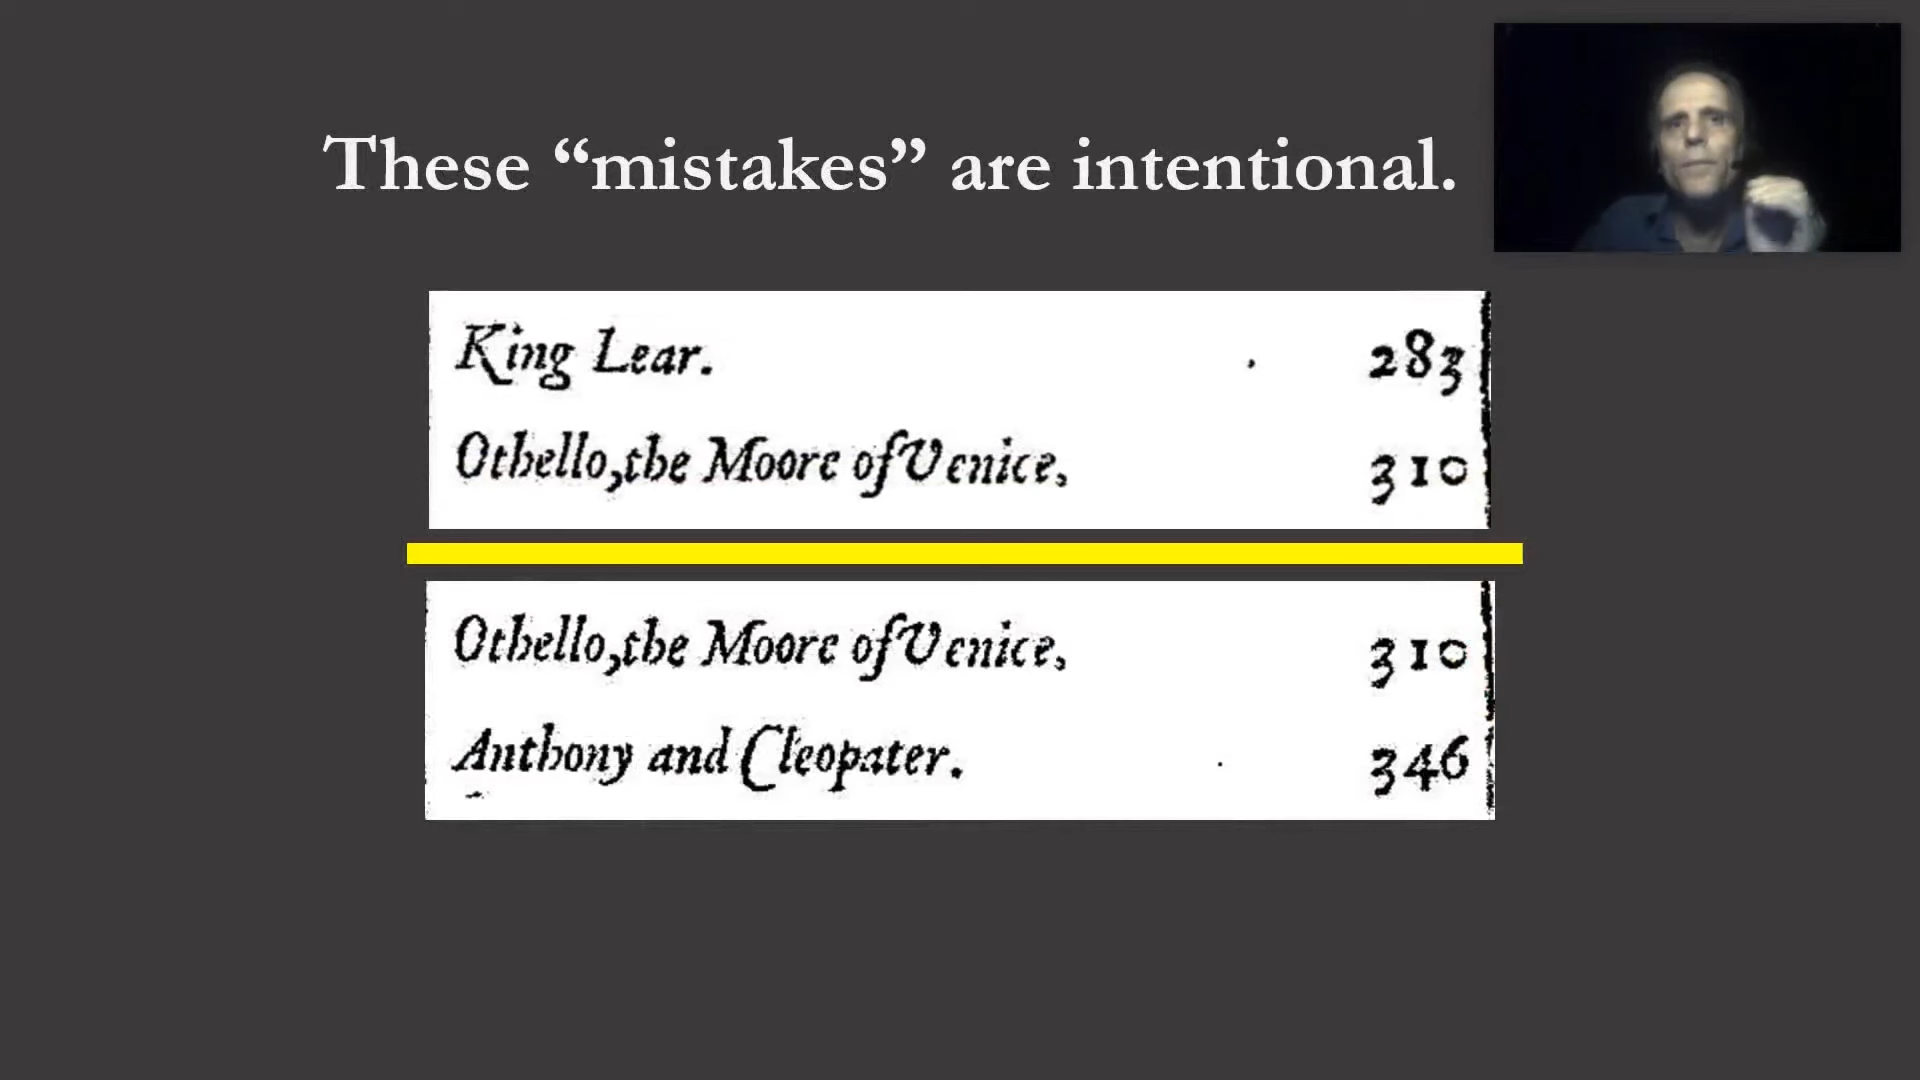 These “mistakes” are intentional.
King Lear. 283
Othello,the Moore of Venice, 310
Othello,the Moore of Venice, 310
Anthony and Cleopater. 346